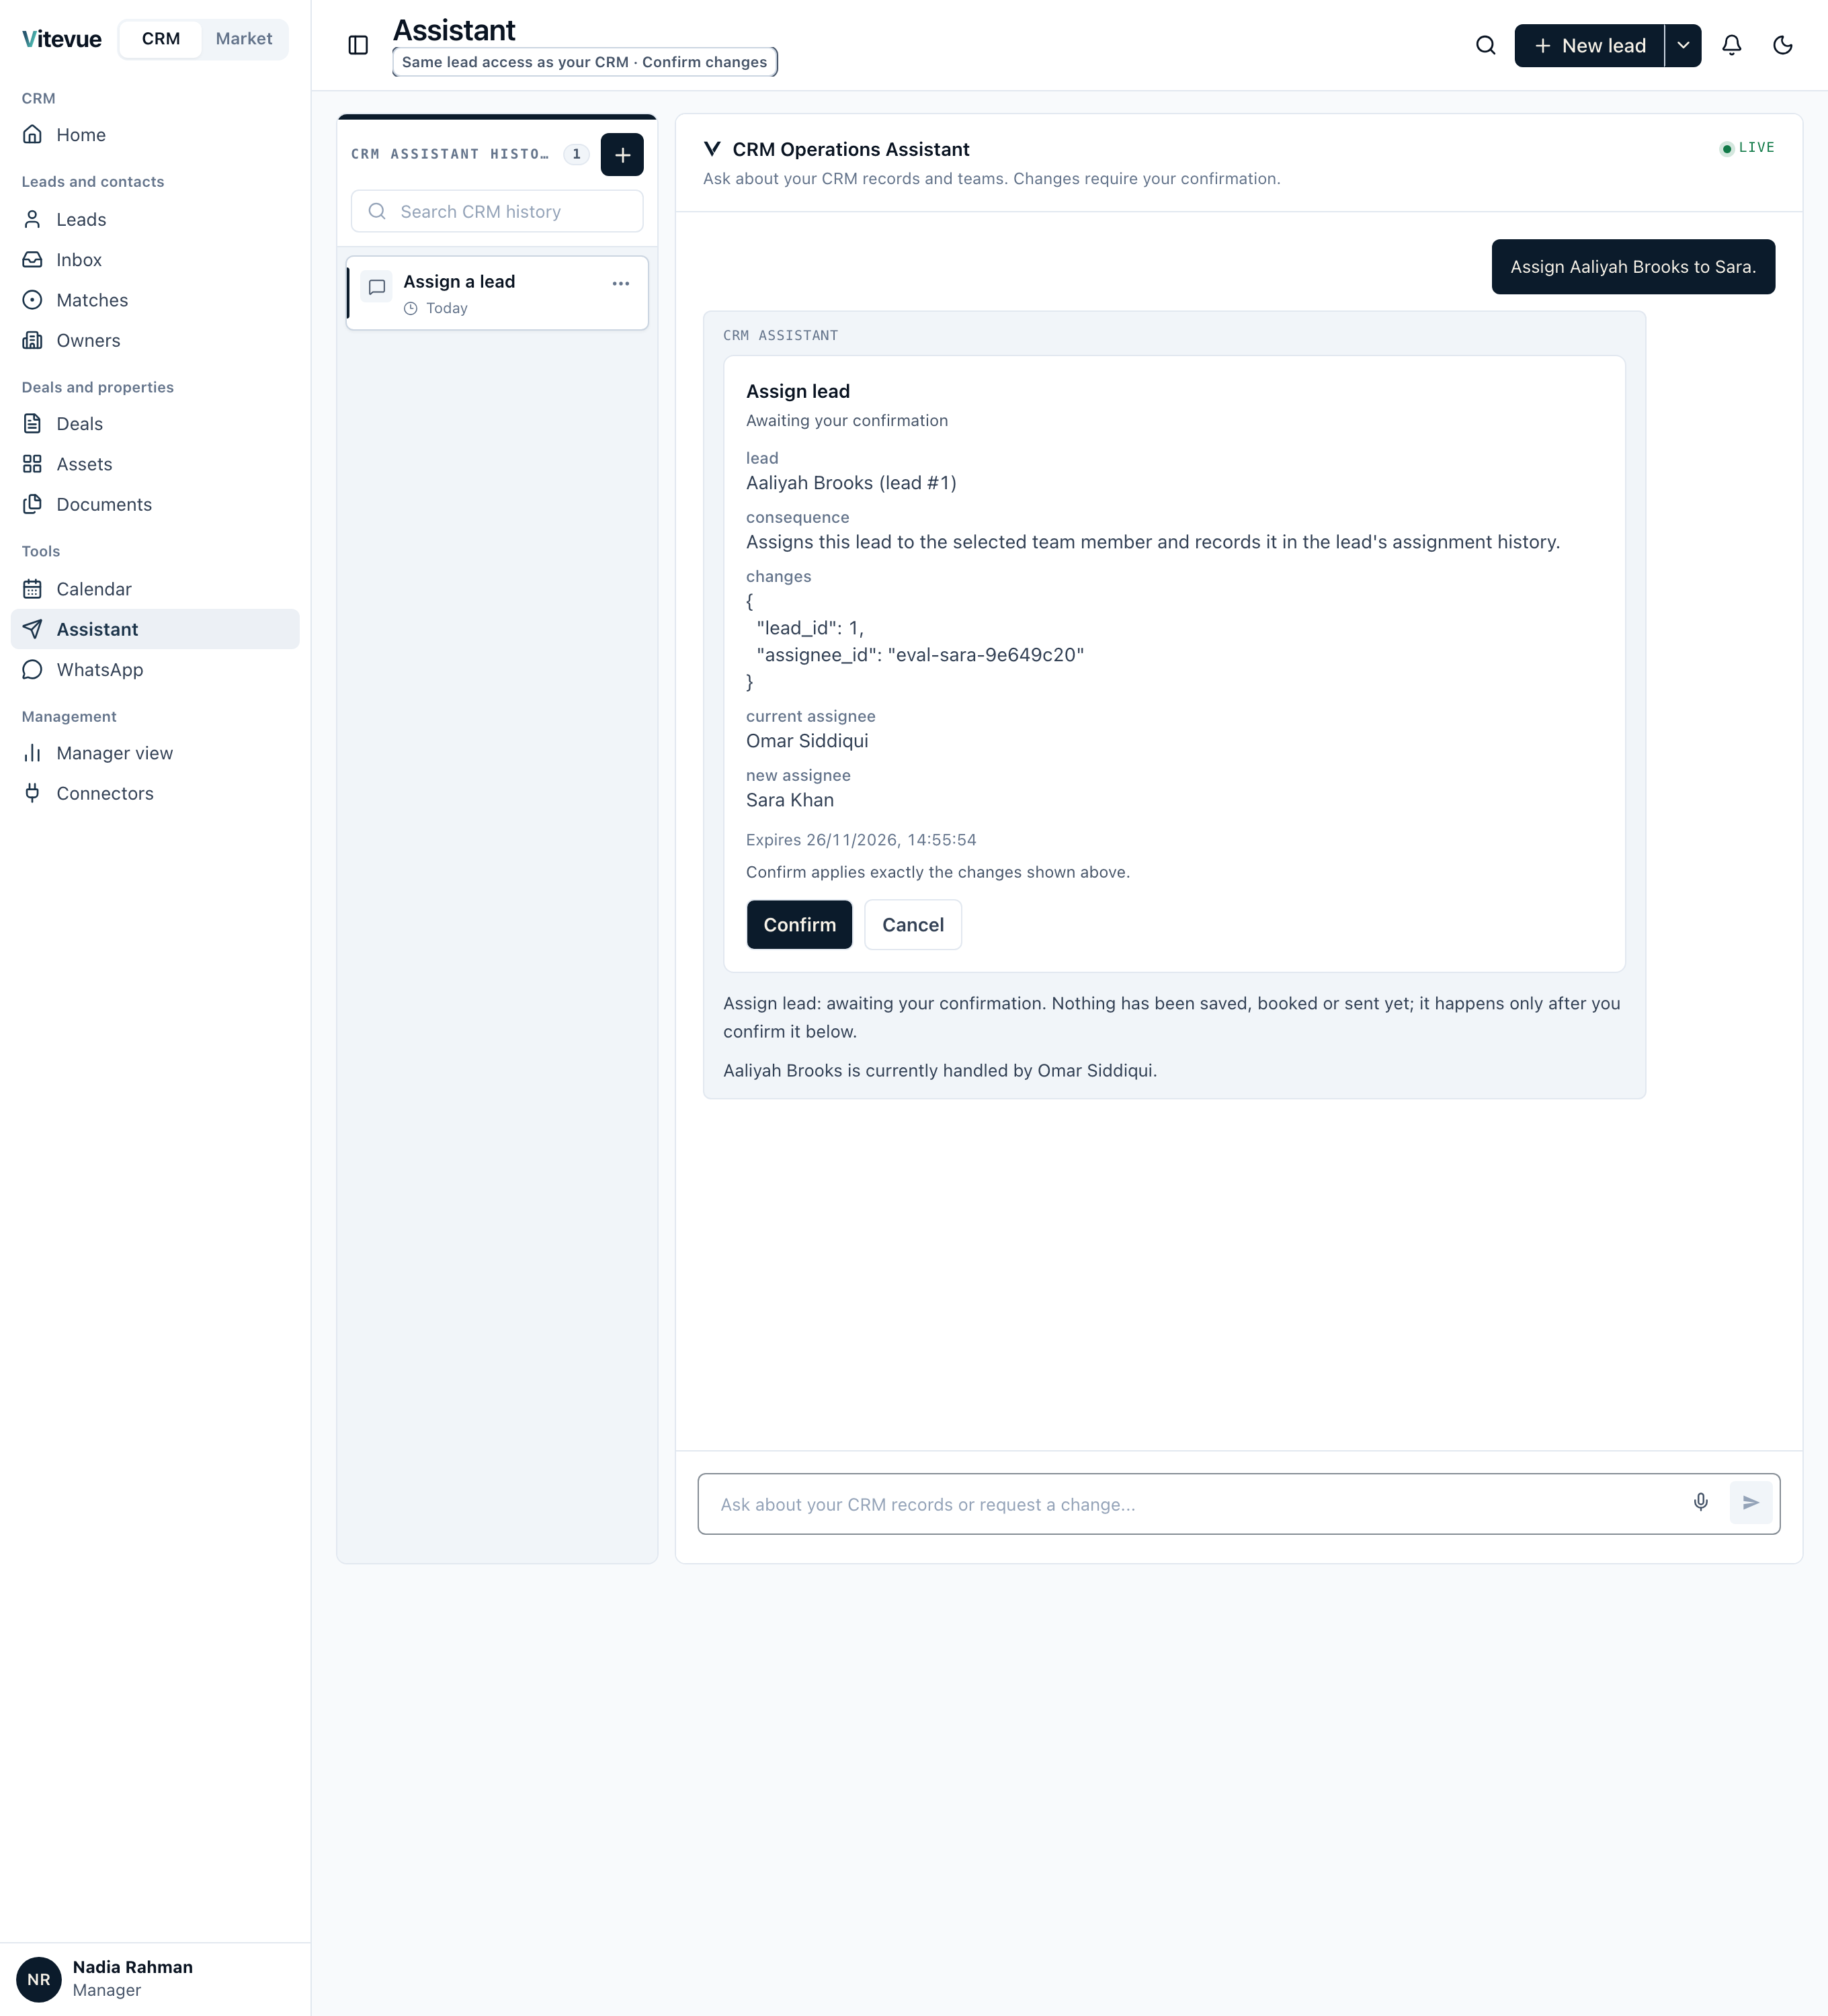 Vitevue
CRM
Market
CRM
Home
Leads and contacts
Leads
Inbox
Matches
Owners
Deals and properties
Deals
Assets
Documents
Tools
Calendar
Assistant
WhatsApp
Management
Manager view
Connectors
NR
Nadia Rahman
Manager
Assistant
Same lead access as your CRM · Confirm changes
New lead
CRM ASSISTANT HISTO…
1
Search CRM history
Assign a lead
Today
CRM Operations Assistant
LIVE
Ask about your CRM records and teams. Changes require your confirmation.
Assign Aaliyah Brooks to Sara.
CRM ASSISTANT
Assign lead
Awaiting your confirmation
lead
Aaliyah Brooks (lead #1)
consequence
Assigns this lead to the selected team member and records it in the lead's assignment history.
changes
{
"lead_id": 1,
"assignee_id": "eval-sara-9e649c20"
}
current assignee
Omar Siddiqui
new assignee
Sara Khan
Expires 26/11/2026, 14:55:54
Confirm applies exactly the changes shown above.
Confirm
Cancel
Assign lead: awaiting your confirmation. Nothing has been saved, booked or sent yet; it happens only after you
confirm it below.
Aaliyah Brooks is currently handled by Omar Siddiqui.
Ask about your CRM records or request a change...